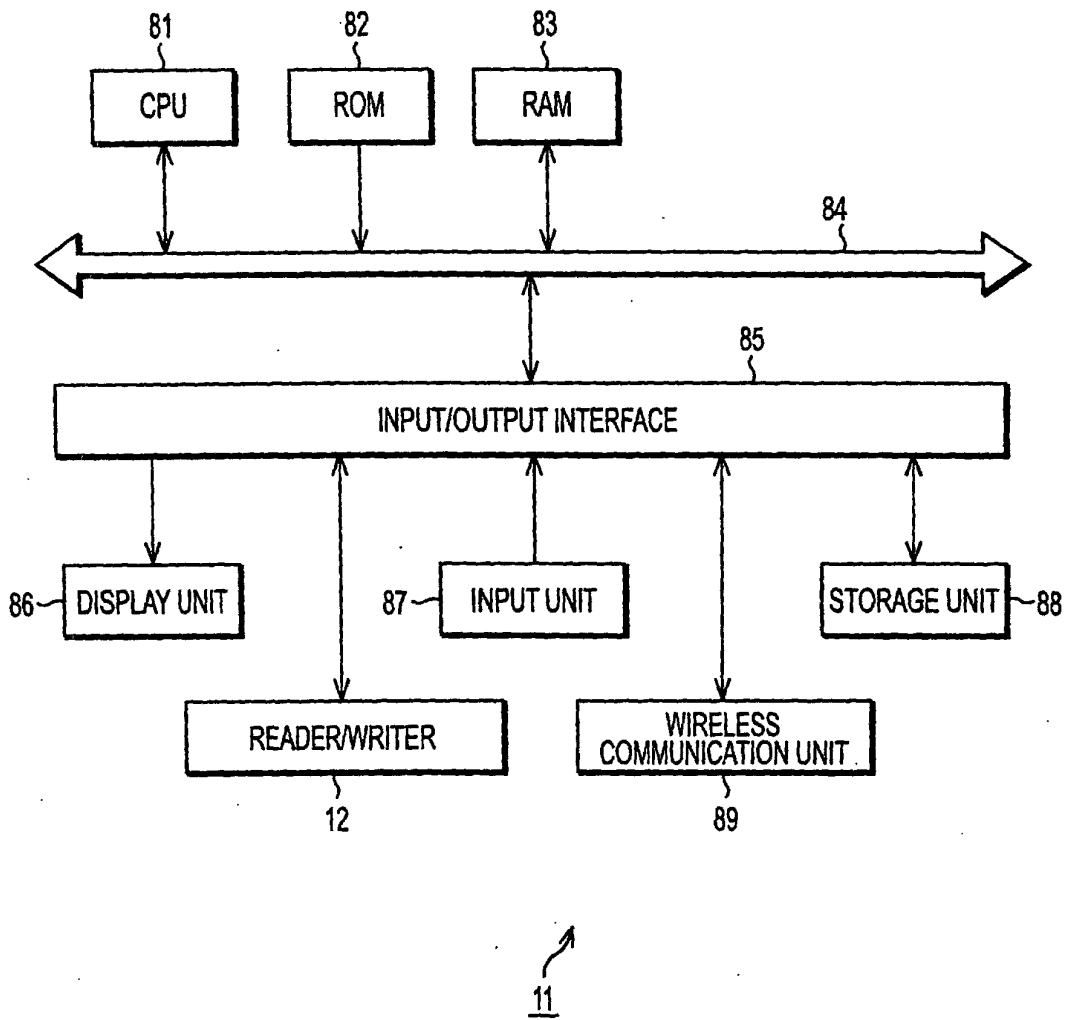 81
82
83
CPU
ROM
RAM
84
85
INPUT/OUTPUT INTERFACE
86
DISPLAY UNIT
87
INPUT UNIT
STORAGE UNIT
88
READER/WRITER
WIRELESS
COMMUNICATION UNIT
12
89
11